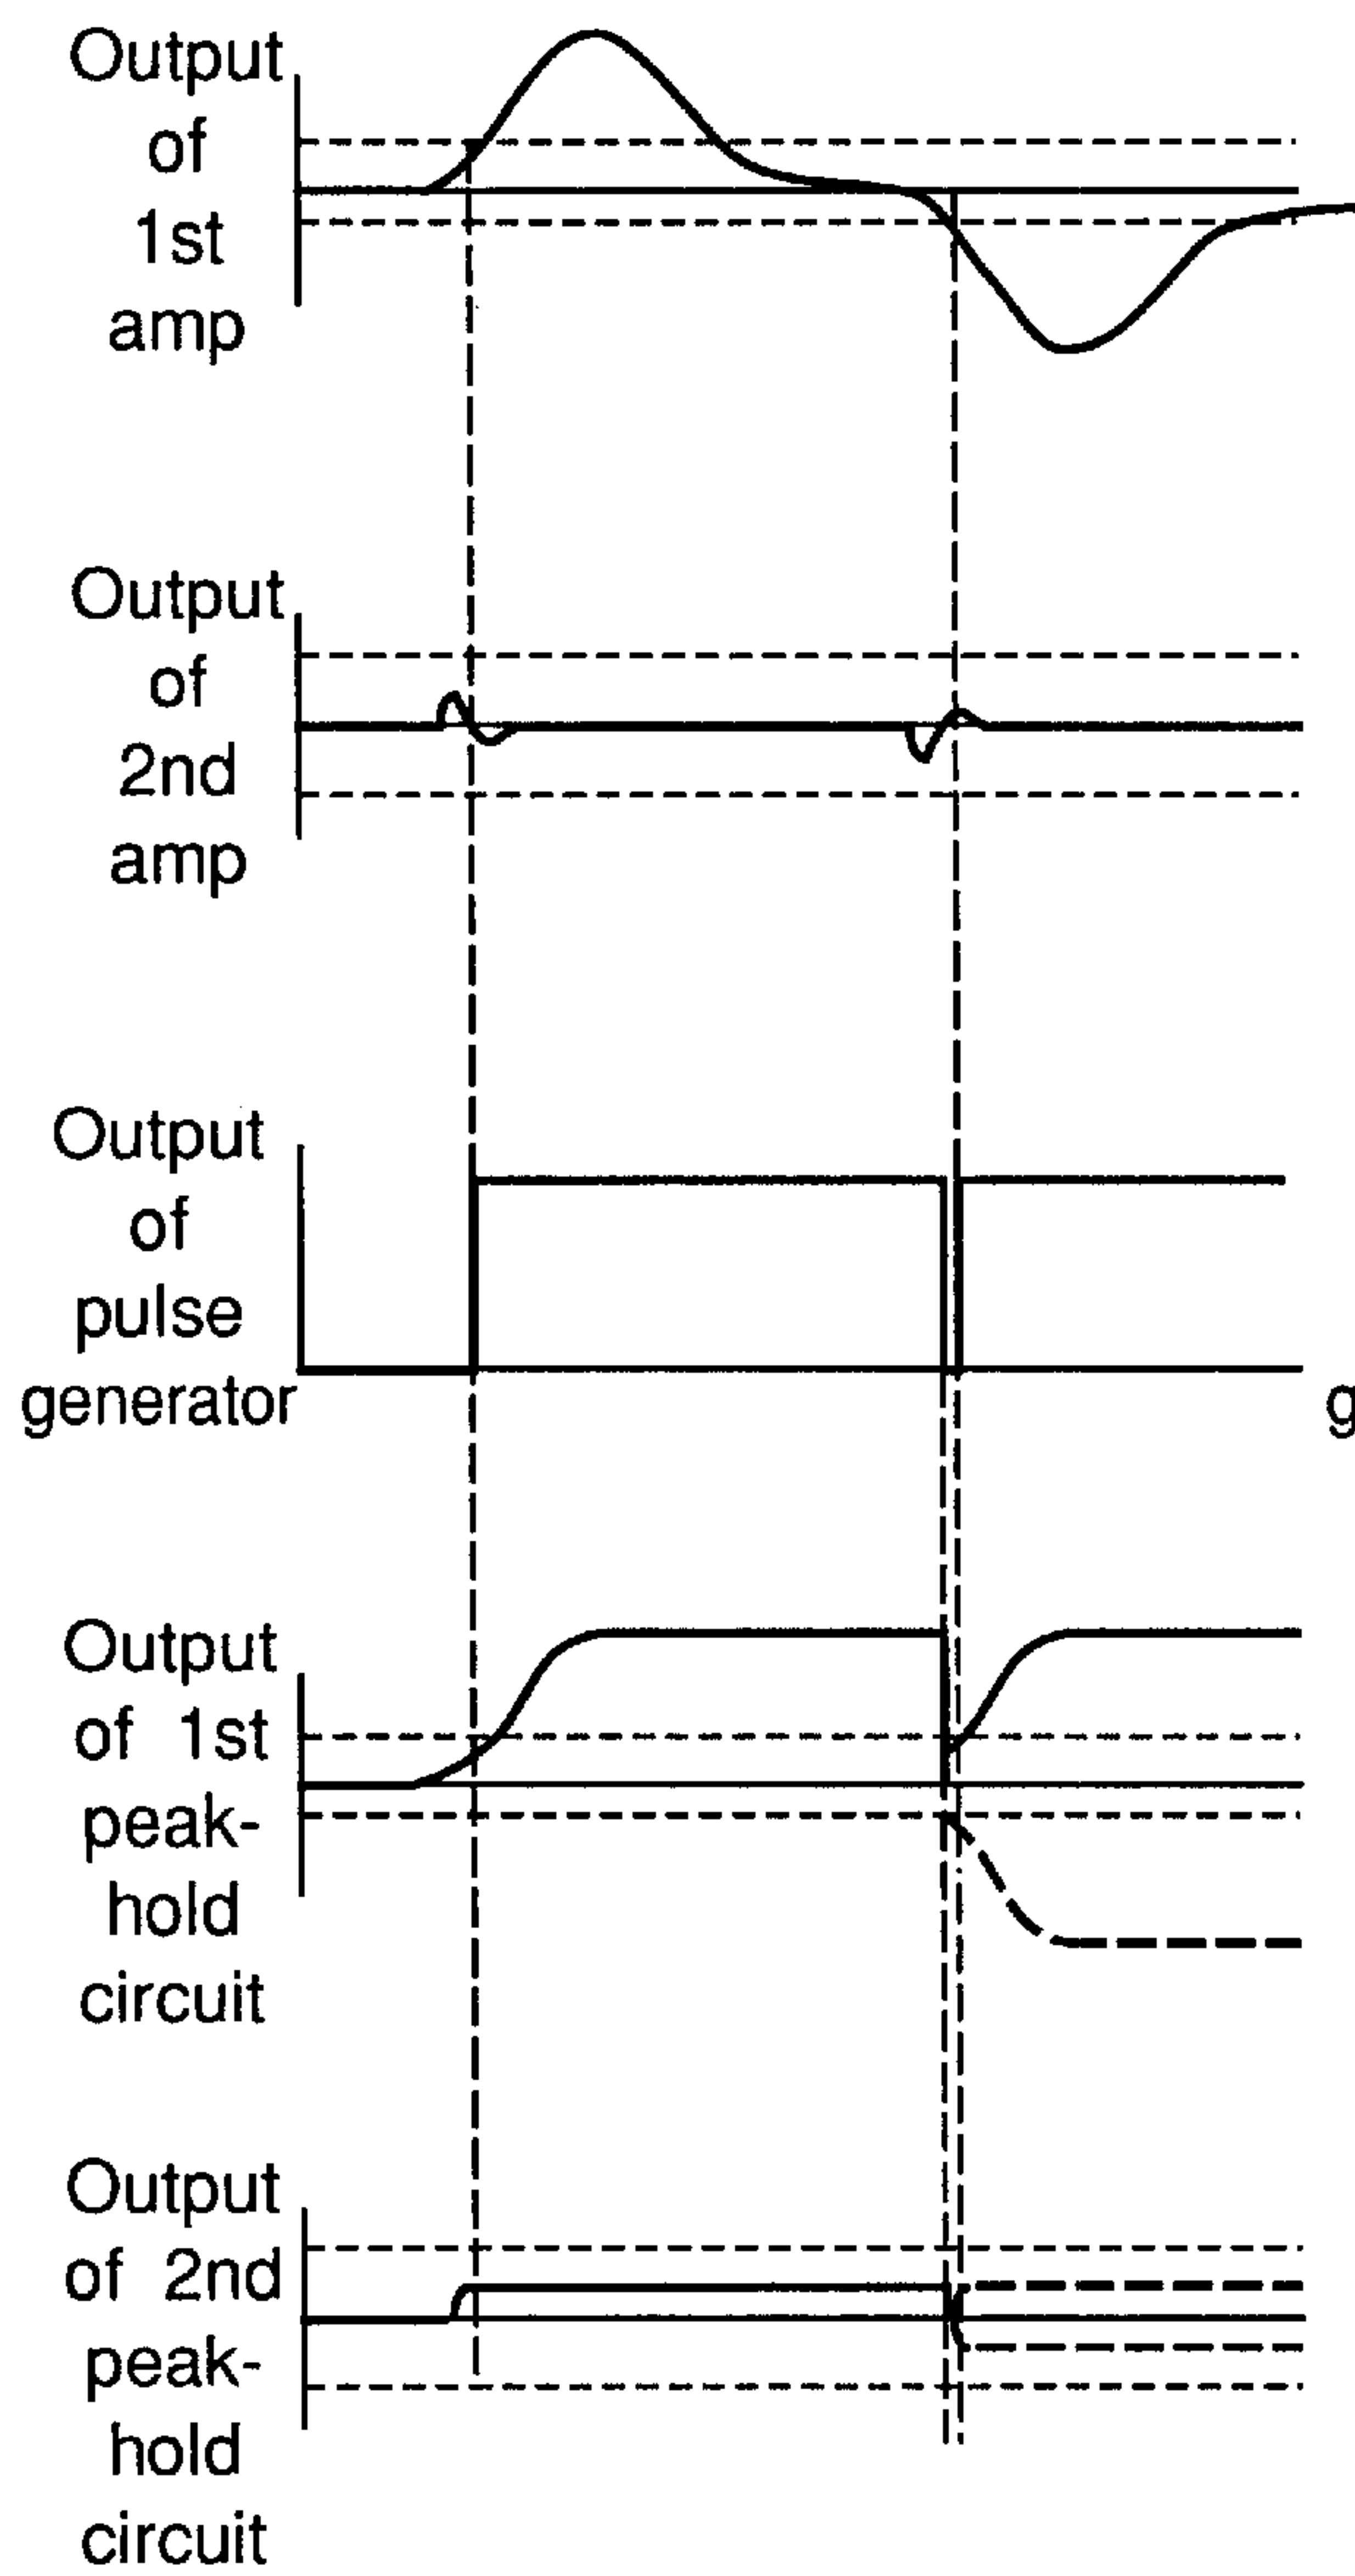 Output
of
1st
amp
Output
of
2nd
amp
Output
of
pulse
generator
g
Output
of 1st
peak-
hold
circuit
Output
of 2nd
peak-
hold
circuit